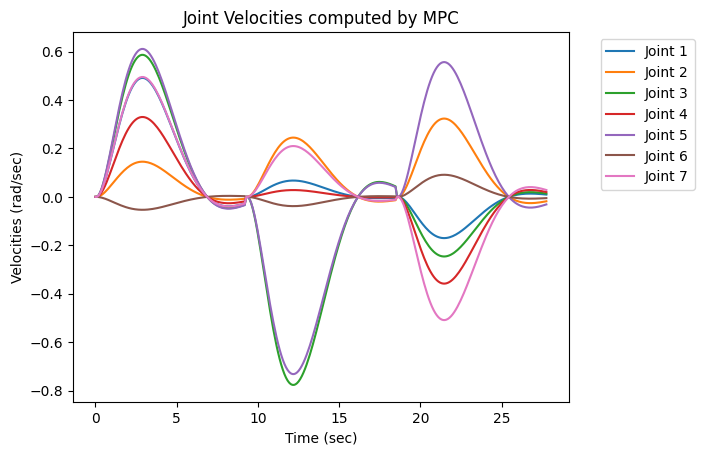 Joint Velocities computed by MPC
Joint 1
Joint 2
Joint 3
Joint 4
Joint 5
Joint 6
Joint 7
Velocities (rad/sec)
0.6
0.4
0.2
0.0
−0.2
−0.4
−0.6
−0.8
0 5 10 15 20 25
Time (sec)